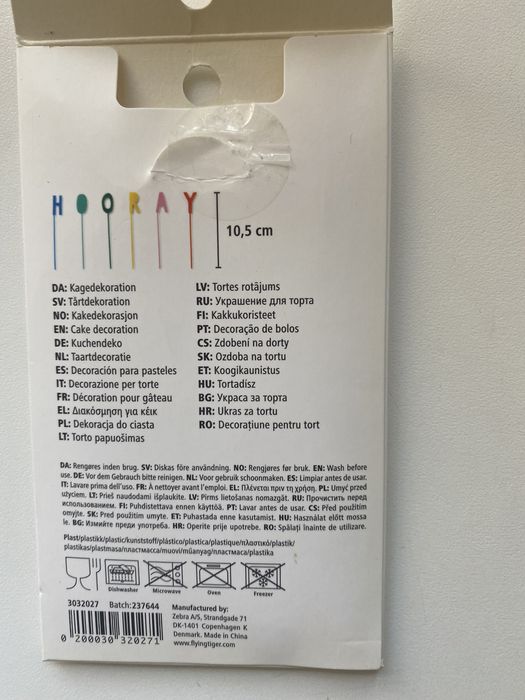 HOORAY
10,5 cm
DA: Kagedekoration
SV: Tårtdekoration
NO: Kakedekorasjon
EN: Cake decoration
DE: Kuchendeko
NL: Taartdecoratie
ES: Decoración para pasteles
IT: Decorazione per torte
FR: Décoration pour gâteau
EL: Διακόσμηση για κέικ
PL: Dekoracja do ciasta
LT: Torto papuošimas
LV: Tortes rotājums
RU: Украшение для торта
FI: Kakkukoristeet
PT: Decoração de bolos
CS: Zdobení na dorty
SK: Ozdoba na tortu
ET: Koogikaunistus
HU: Tortadísz
BG: Украса за торта
HR: Ukras za tortu
RO: Decorațiune pentru tort
DA: Rengøres inden brug. SV: Diskas före användning. NO: Rengjøres før bruk. EN: Wash before
use. DE: Vor dem Gebrauch bitte reinigen. NL: Voor gebruik schoonmaken. ES: Limpiar antes de usar.
IT: Lavare prima dell'uso. FR: À nettoyer avant l'emploi. EL: Πλένεται πριν τη χρήση. PL: Umyć przed
użyciem. LT: Prieš naudodami išplaukite. LV: Pirms lietošanas nomazgāt. RU: Прочистить перед
использованием. FI: Puhdistettava ennen käyttöä. PT: Lavar antes de usar. CS: Před použitím
omyjte. SK: Pred použitím umyte. ET: Puhastada enne kasutamist. HU: Használat előtt mossa
le. BG: Измийте преди употреба. HR: Operite prije upotrebe. RO: Spălați înainte de utilizare.
Plast/plastikk/plastic/kunststoff/plástico/plastica/plastique/πλαστικό/plastik/
plastikas/plastmasa/пластмасса/muovi/műanyag/пластмаса/plastika
Dishwasher Microwave Oven Freezer
3032027 Batch:237644
0 200030 320271
Manufactured by:
Zebra A/S, Strandgade 71
DK-1401 Copenhagen K
Denmark. Made in China
www.flyingtiger.com